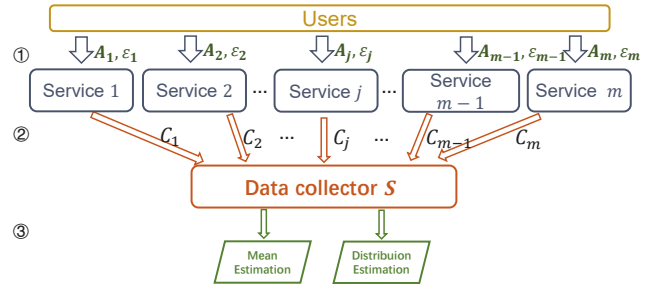 Users
① A₁, ε₁ A₂, ε₂ Aⱼ, εⱼ Aₘ₋₁, εₘ₋₁ Aₘ, εₘ
Service 1 Service 2 ... Service j ... Service m − 1 Service m
② C₁ C₂ ... Cⱼ ... Cₘ₋₁ Cₘ
Data collector S
③
Mean
Estimation
Distribuion
Estimation